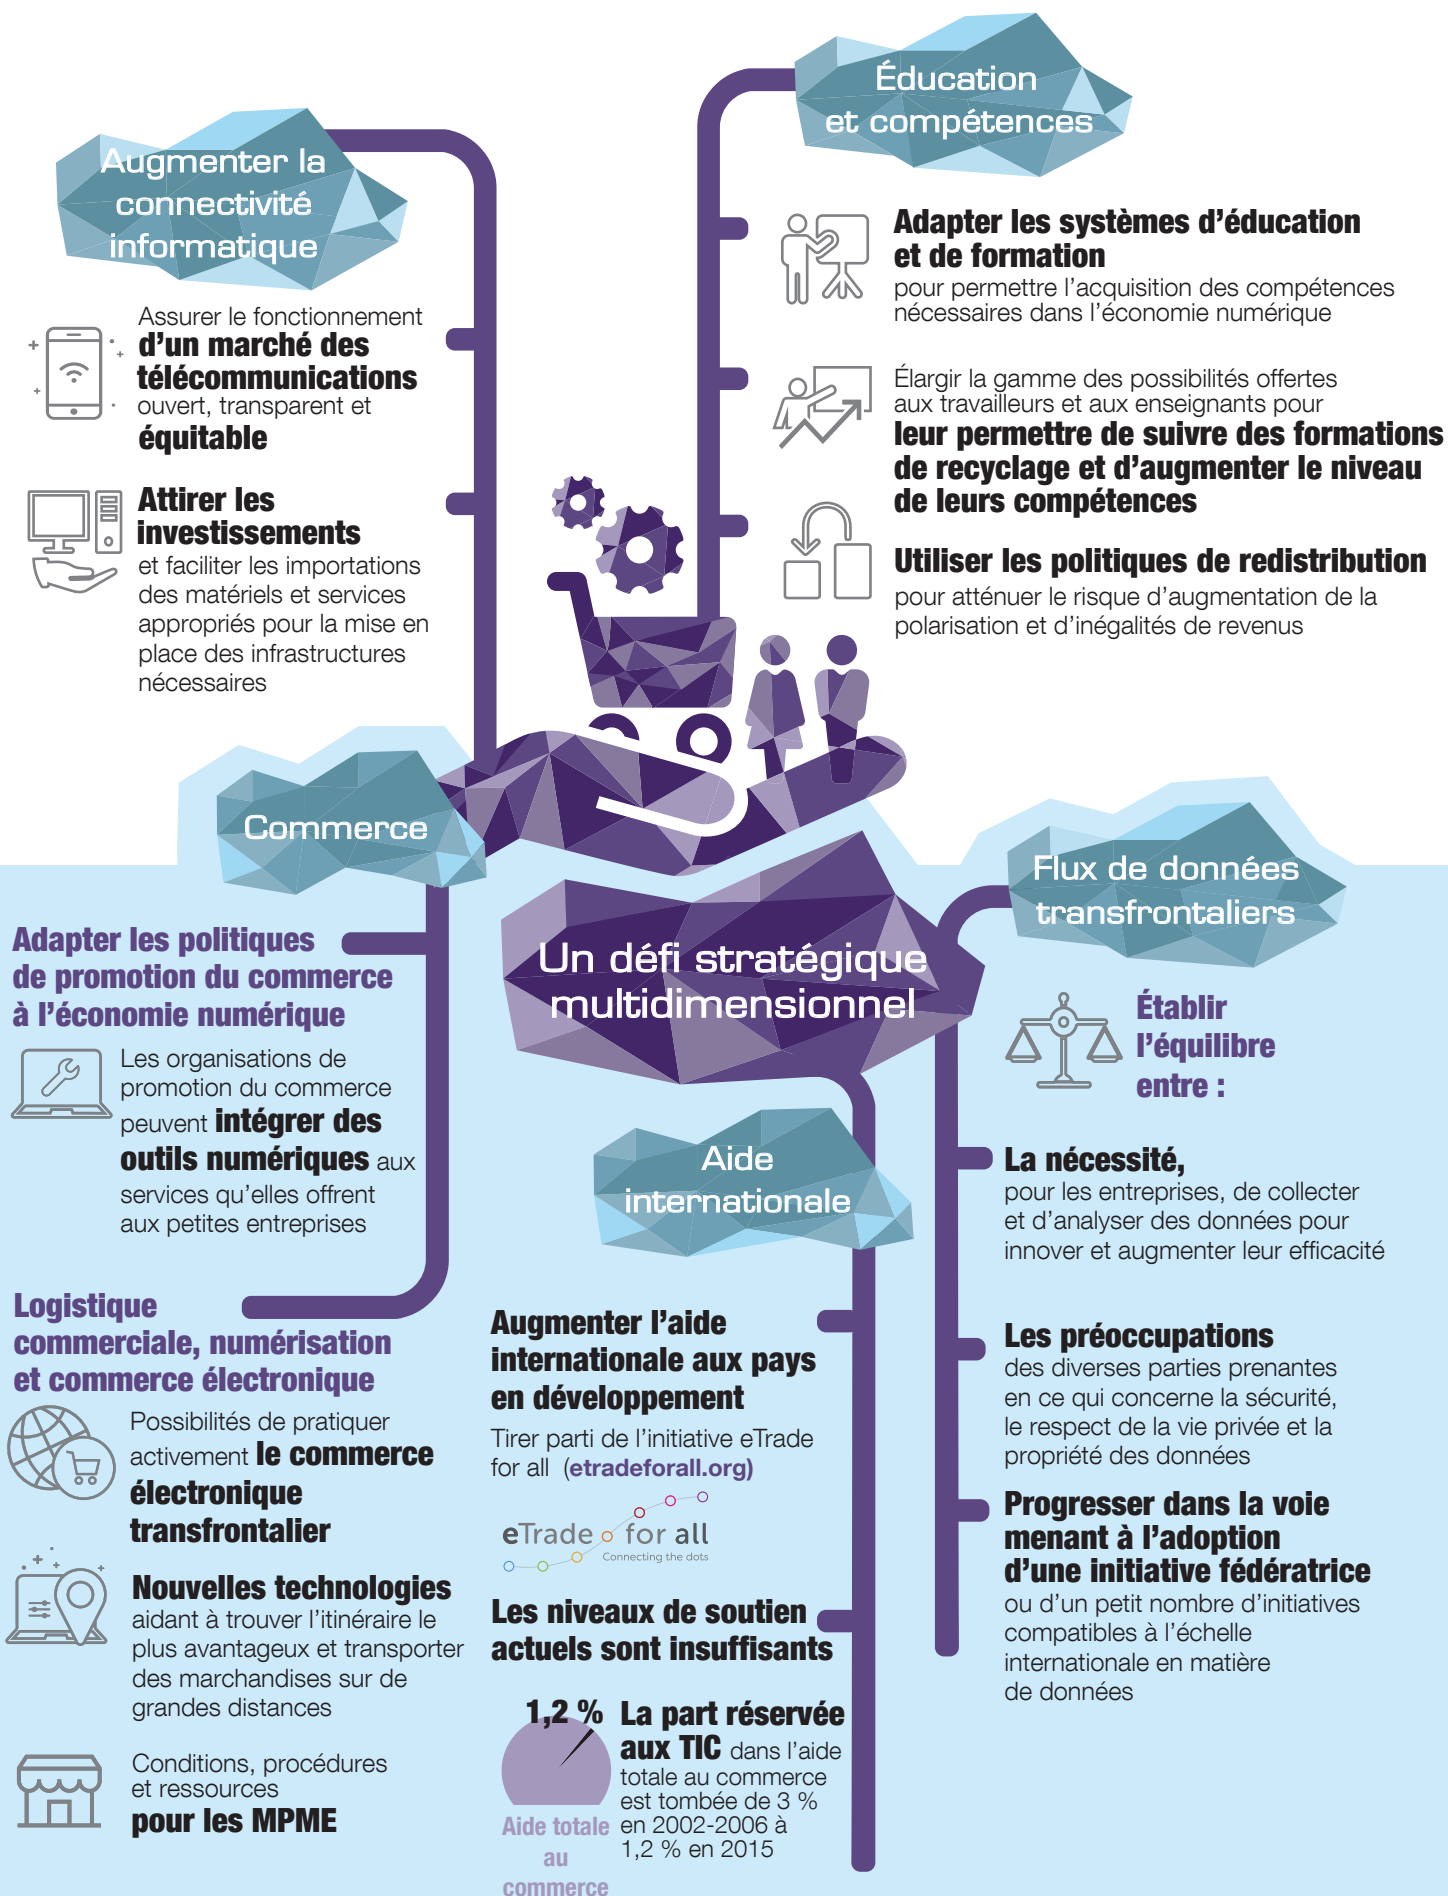 Augmenter la
connectivité
informatique
Assurer le fonctionnement
d'un marché des
télécommunications
ouvert, transparent et
équitable
Attirer les
investissements
et faciliter les importations
des matériels et services
appropriés pour la mise en
place des infrastructures
nécessaires
Éducation
et compétences
Adapter les systèmes d'éducation
et de formation
pour permettre l'acquisition des compétences
nécessaires dans l'économie numérique
Élargir la gamme des possibilités offertes
aux travailleurs et aux enseignants pour
leur permettre de suivre des formations
de recyclage et d'augmenter le niveau
de leurs compétences
Utiliser les politiques de redistribution
pour atténuer le risque d'augmentation de la
polarisation et d'inégalités de revenus
Un défi stratégique
multidimensionnel
Commerce
Adapter les politiques
de promotion du commerce
à l'économie numérique
Les organisations de
promotion du commerce
peuvent intégrer des
outils numériques aux
services qu'elles offrent
aux petites entreprises
Logistique
commerciale, numérisation
et commerce électronique
Possibilités de pratiquer
activement le commerce
électronique
transfrontalier
Nouvelles technologies
aidant à trouver l'itinéraire le
plus avantageux et transporter
des marchandises sur de
grandes distances
Conditions, procédures
et ressources
pour les MPME
Aide
internationale
Augmenter l'aide
internationale aux pays
en développement
Tirer parti de l'initiative eTrade
for all (etradeforall.org)
eTrade for all
Connecting the dots
Les niveaux de soutien
actuels sont insuffisants
1,2 %
Aide totale
au
commerce
La part réservée
aux TIC dans l'aide
totale au commerce
est tombée de 3 %
en 2002-2006 à
1,2 % en 2015
Flux de données
transfrontaliers
Établir
l'équilibre
entre :
La nécessité,
pour les entreprises, de collecter
et d'analyser des données pour
innover et augmenter leur efficacité
Les préoccupations
des diverses parties prenantes
en ce qui concerne la sécurité,
le respect de la vie privée et la
propriété des données
Progresser dans la voie
menant à l'adoption
d'une initiative fédératrice
ou d'un petit nombre d'initiatives
compatibles à l'échelle
internationale en matière
de données